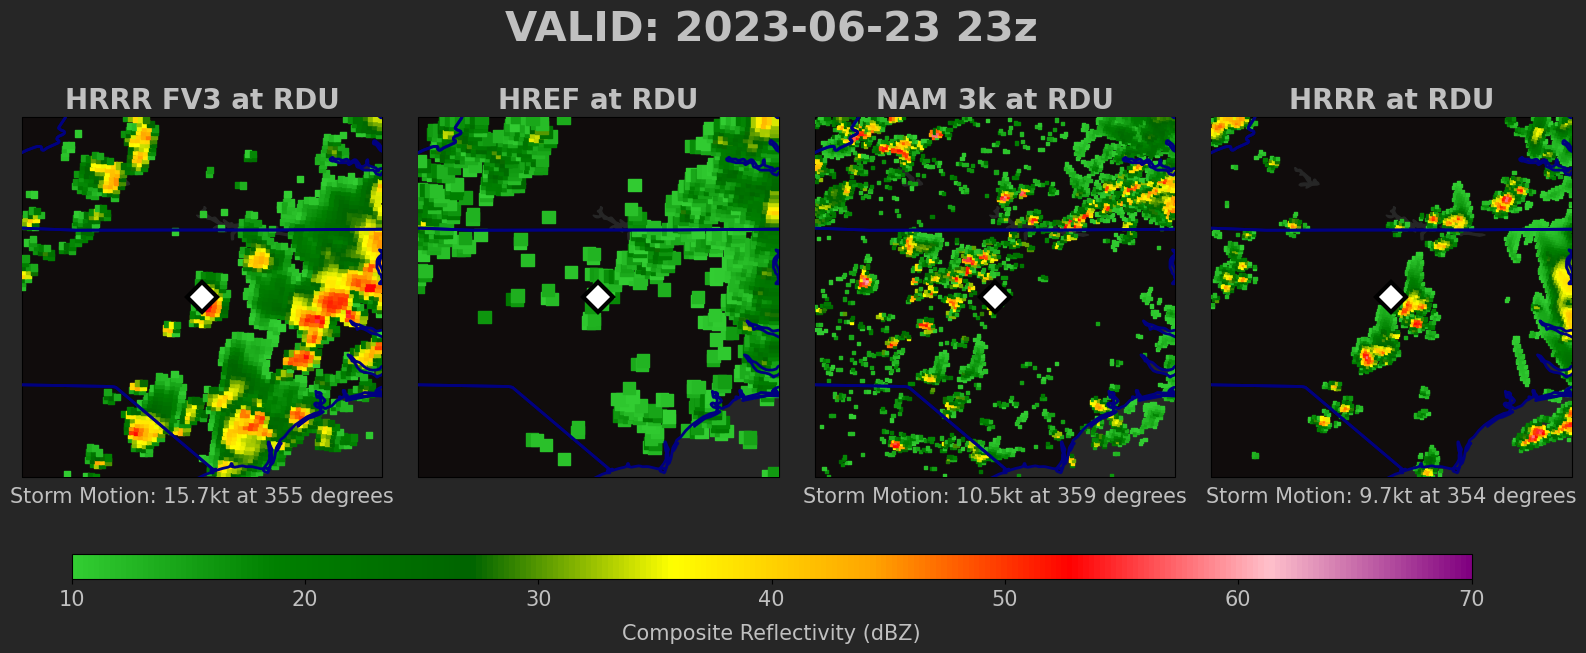 VALID: 2023-06-23 23z
HRRR FV3 at RDU
HREF at RDU
NAM 3k at RDU
HRRR at RDU
Storm Motion: 15.7kt at 355 degrees
Storm Motion: 10.5kt at 359 degrees
Storm Motion: 9.7kt at 354 degrees
10 20 30 40 50 60 70
Composite Reflectivity (dBZ)